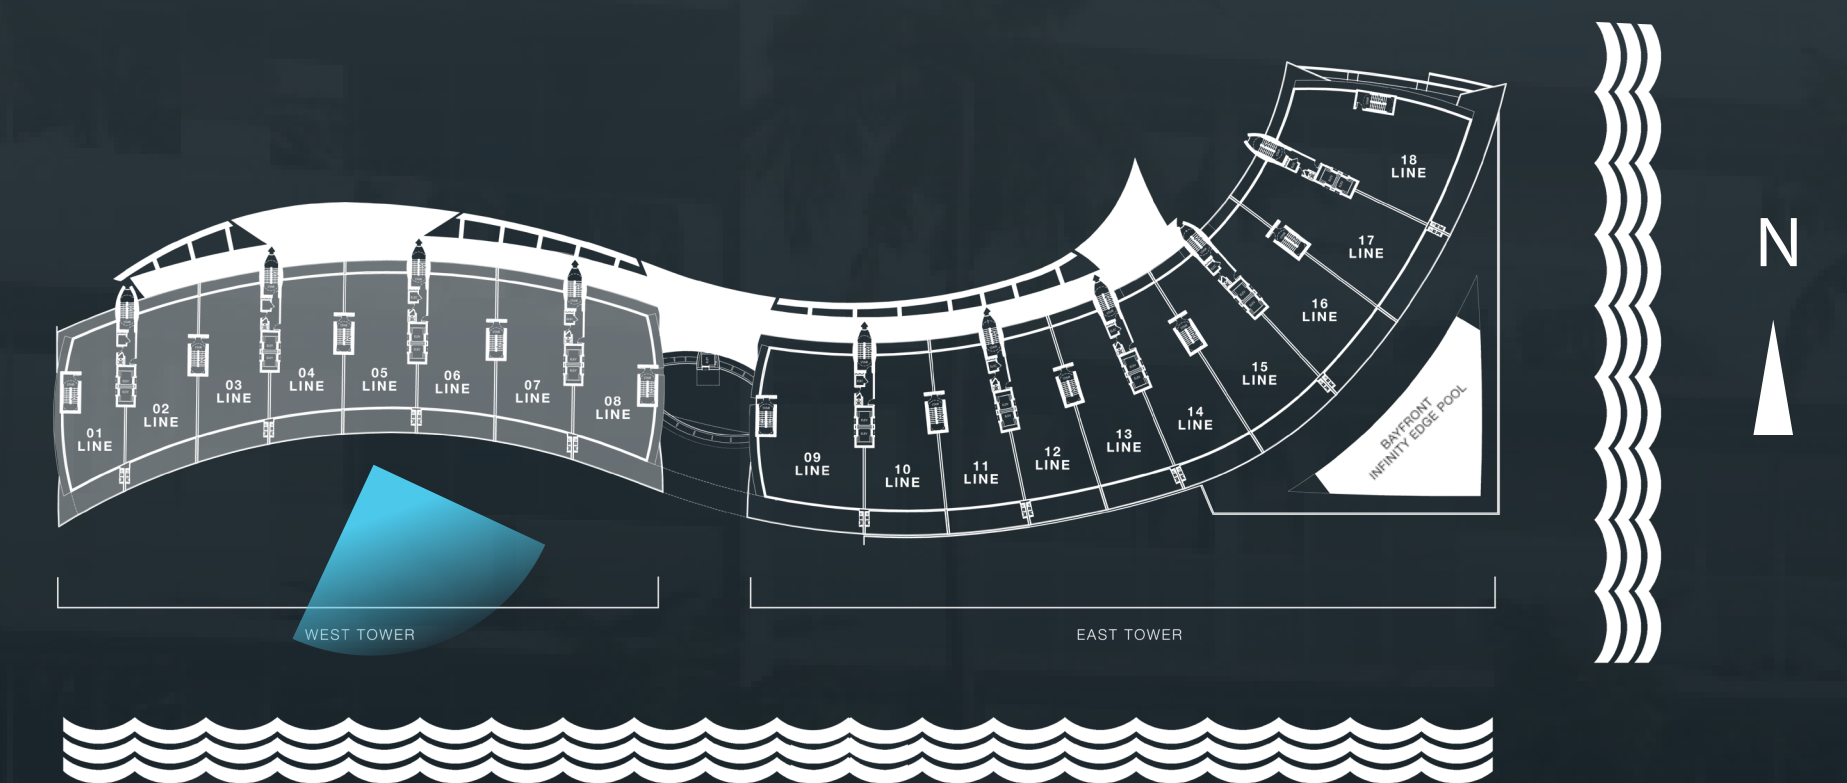 N
18
LINE
17
LINE
16
LINE
15
LINE
14
LINE
13
LINE
12
LINE
11
LINE
10
LINE
09
LINE
08
LINE
07
LINE
06
LINE
05
LINE
04
LINE
03
LINE
02
LINE
01
LINE
BAYFRONT
INFINITY EDGE POOL
WEST TOWER
EAST TOWER